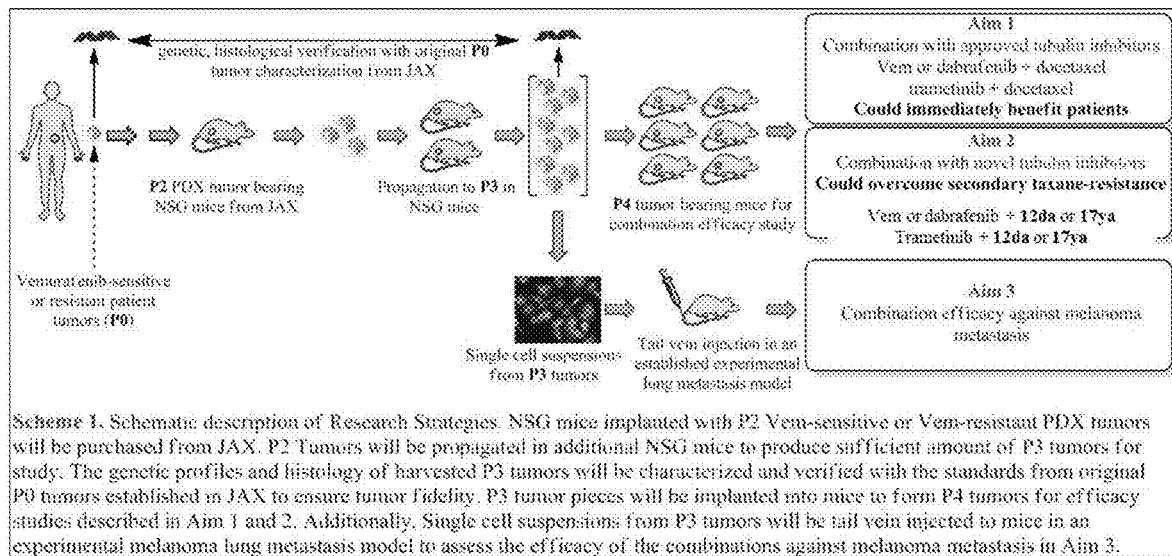 genetic, histological verification with original P0
tumor characterization from JAX
P2 PDX tumor bearing
NSG mice from JAX
Propagation to P3 in
NSG mice
P4 tumor bearing mice for
combination efficacy study
Vemurafenib-sensitive
or resistant patient
tumors (P0)
Single cell suspensions
from P3 tumors
Tail vein injection in an
established experimental
lung metastasis model
Aim 1
Combination with approved tubulin inhibitors
Vem or dabrafenib + docetaxel
trametinib + docetaxel
Could immediately benefit patients
Aim 2
Combination with novel tubulin inhibitors
Could overcome secondary taxane-resistance
Vem or dabrafenib + 12da or 17ya
Trametinib + 12da or 17ya
Aim 3
Combination efficacy against melanoma
metastasis
Scheme 1. Schematic description of Research Strategies. NSG mice implanted with P2 Vem-sensitive or Vem-resistant PDX tumors
will be purchased from JAX. P2 Tumors will be propagated in additional NSG mice to produce sufficient amount of P3 tumors for
study. The genetic profiles and histology of harvested P3 tumors will be characterized and verified with the standards from original
P0 tumors established in JAX to ensure tumor fidelity. P3 tumor pieces will be implanted into mice to form P4 tumors for efficacy
studies described in Aim 1 and 2. Additionally, Single cell suspensions from P3 tumors will be tail vein injected to mice in an
experimental melanoma lung metastasis model to assess the efficacy of the combinations against melanoma metastasis in Aim 3.